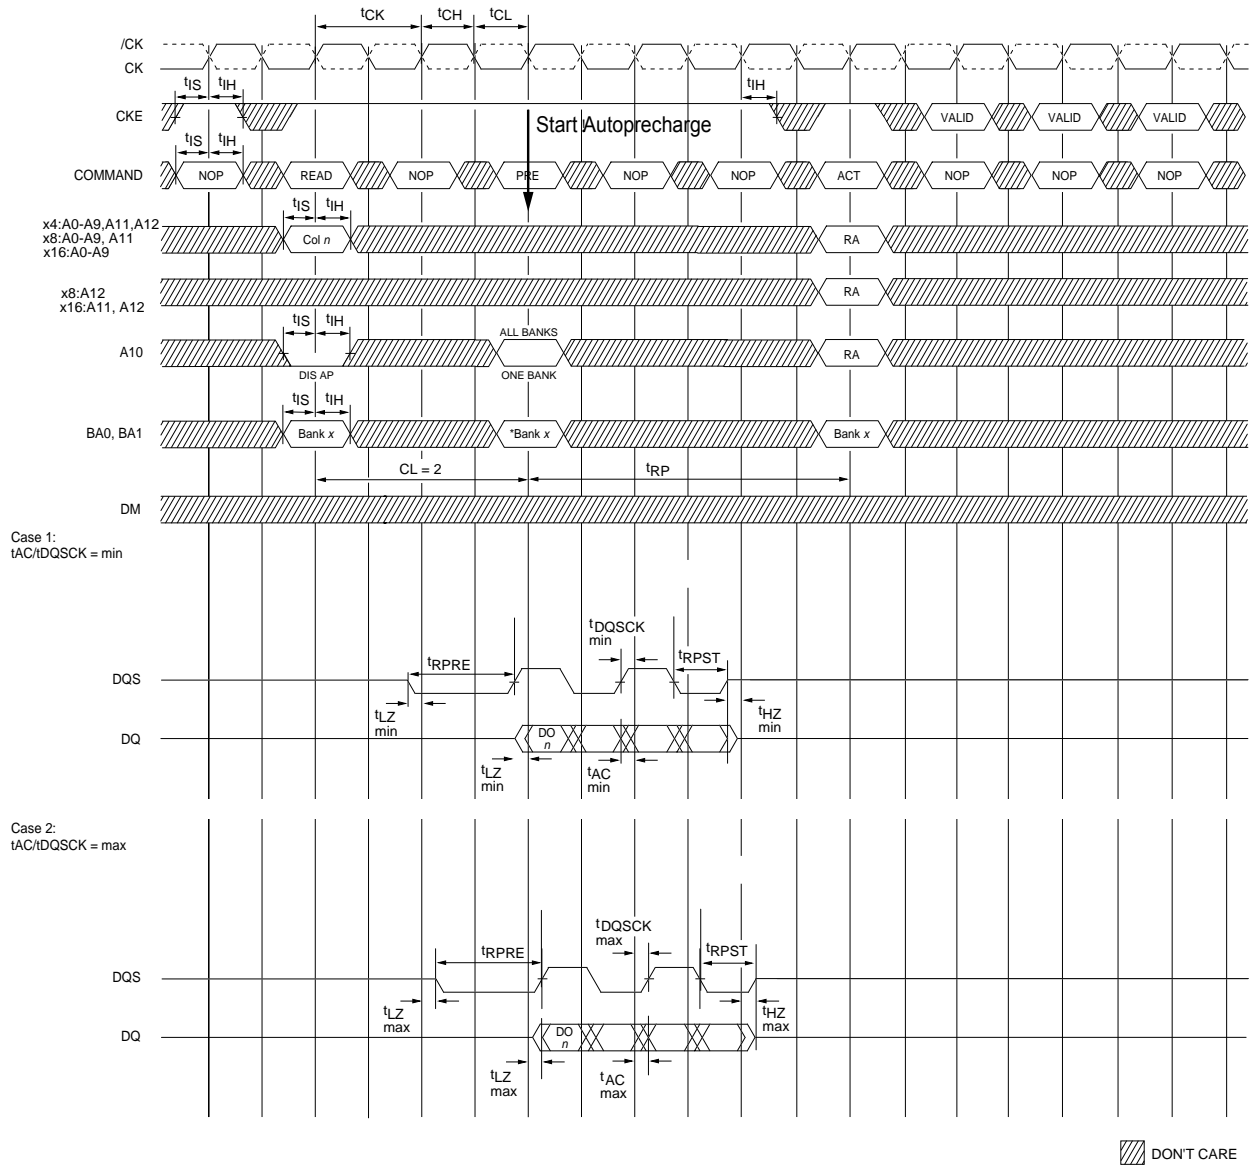 tCK tCH tCL
/CK
CK
tIS tIH tIH
CKE VALID VALID VALID
Start Autoprecharge
tIS tIH
COMMAND NOP READ NOP PRE NOP NOP ACT NOP NOP NOP
tIS tIH
x4:A0-A9,A11,A12
x8:A0-A9, A11
x16:A0-A9
Col n RA
x8:A12
x16:A11, A12
RA
tIS tIH ALL BANKS
A10 RA
DIS AP ONE BANK
tIS tIH
BA0, BA1 Bank x *Bank x Bank x
CL = 2 tRP
DM
Case 1:
tAC/tDQSCK = min
tDQSCK
min
tRPRE tRPST
DQS
tLZ
min
tHZ
min
DQ DO
n
tLZ
min
tAC
min
Case 2:
tAC/tDQSCK = max
tDQSCK
max
tRPRE tRPST
DQS
tLZ
max
tHZ
max
DQ DO
n
tLZ
max
tAC
max
DON'T CARE